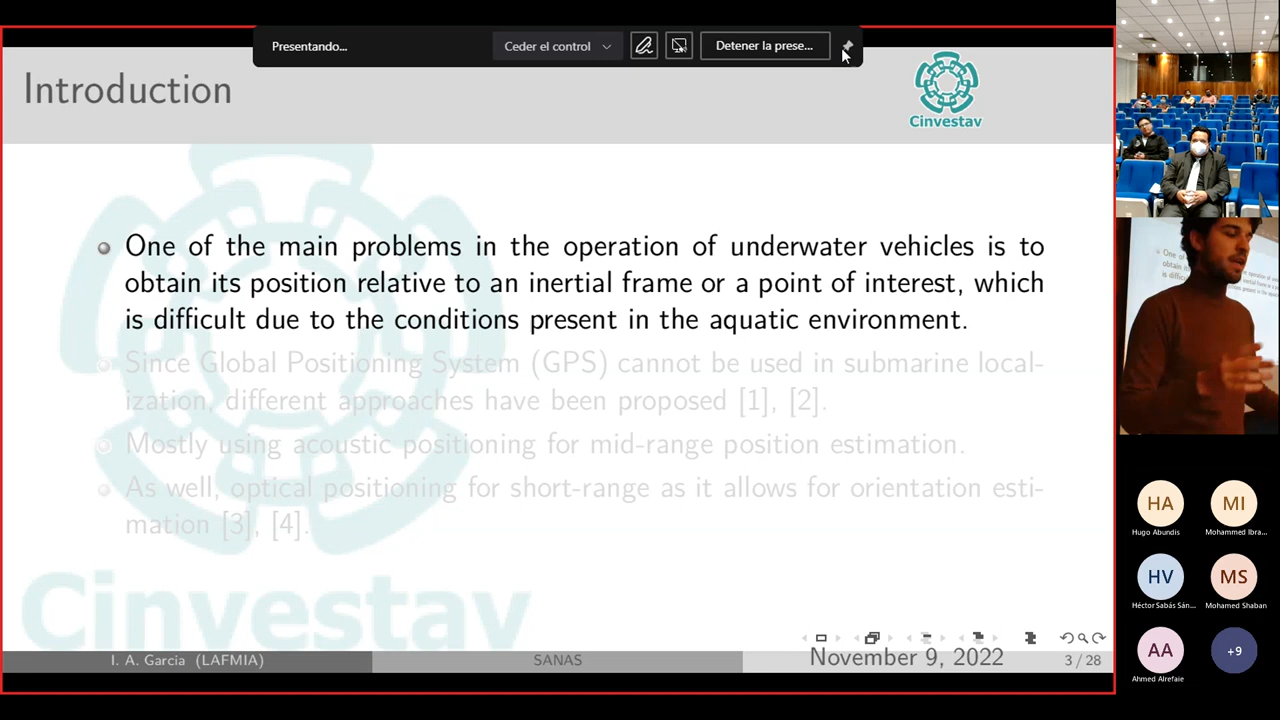 Presentando...
Ceder el control
Detener la prese...
Introduction
Cinvestav
One of the main problems in the operation of underwater vehicles is to
obtain its position relative to an inertial frame or a point of interest, which
is difficult due to the conditions present in the aquatic environment.
Since Global Positioning System (GPS) cannot be used in submarine local-
ization, different approaches have been proposed [1], [2].
Mostly using acoustic positioning for mid-range position estimation.
As well, optical positioning for short-range as it allows for orientation esti-
mation [3], [4].
Cinvestav
I. A. Garcia (LAFMIA)
SANAS
November 9, 2022
3 / 28
HA
Hugo Abundis
MI
Mohammed Ibra...
HV
Héctor Sabás Sán...
MS
Mohamed Shaban
AA
Ahmed Alrefaie
+9